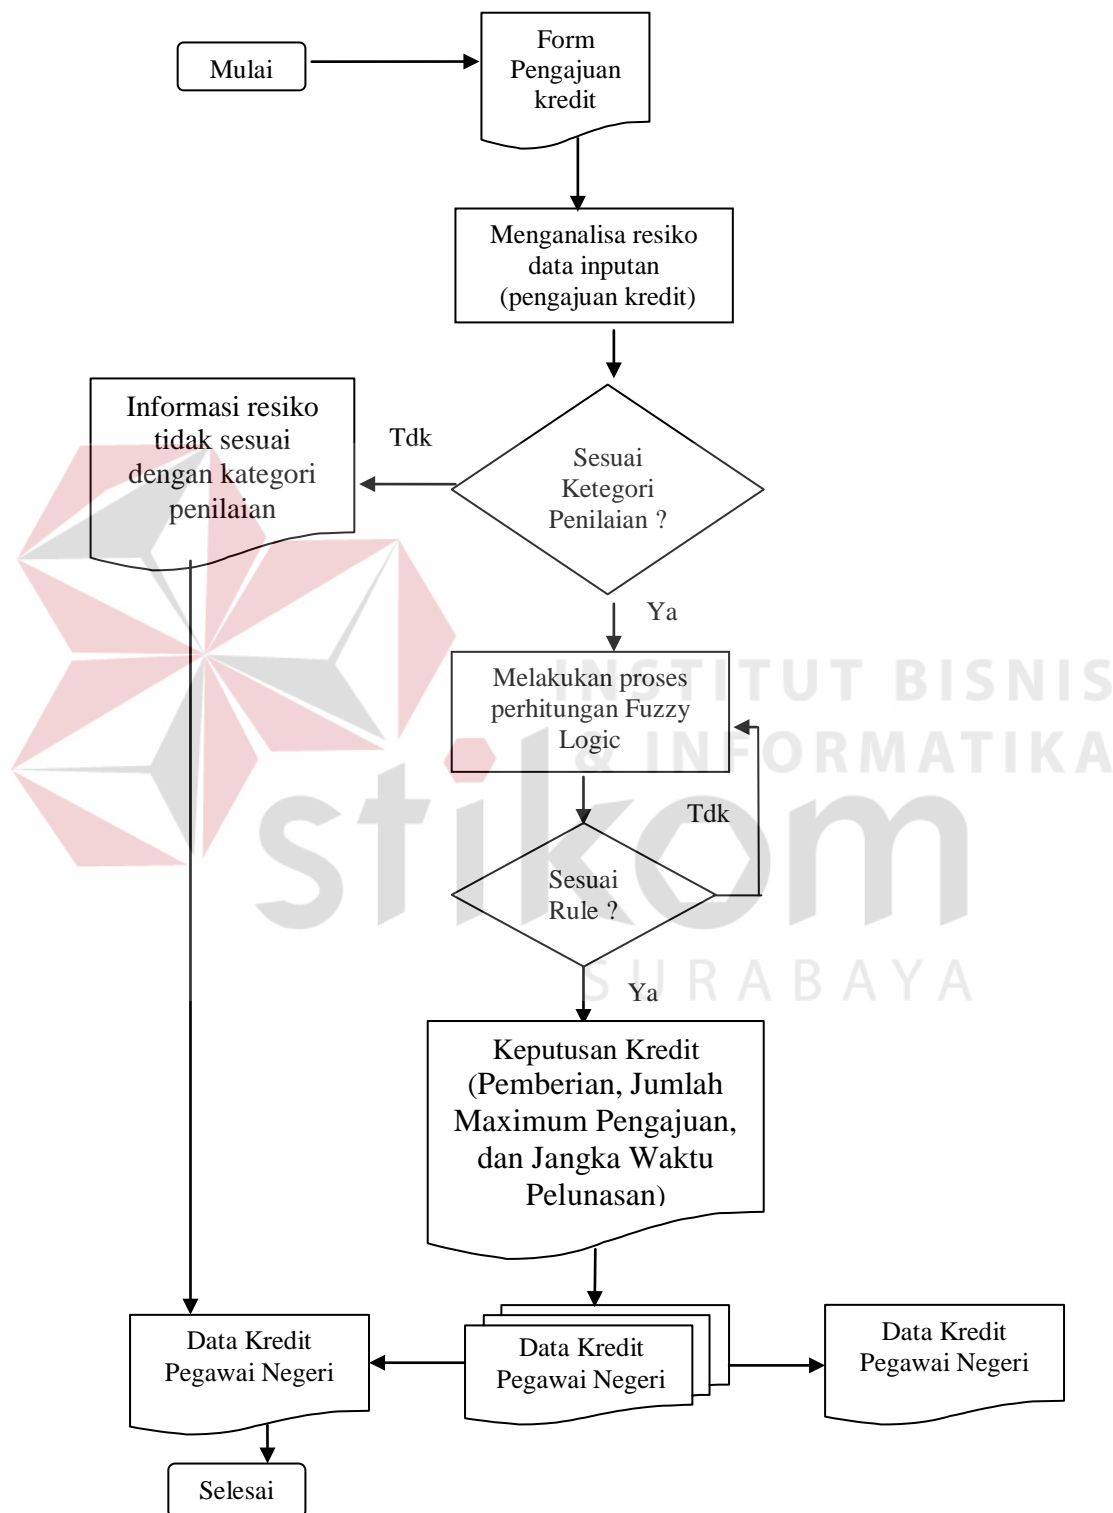 Mulai
Form
Pengajuan
kredit
Menganalisa resiko
data inputan
(pengajuan kredit)
Informasi resiko
tidak sesuai
dengan kategori
penilaian
Tdk
Sesuai
Ketegori
Penilaian ?
Ya
Melakukan proses
perhitungan Fuzzy
Logic
Tdk
Sesuai
Rule ?
Ya
Keputusan Kredit
(Pemberian, Jumlah
Maximum Pengajuan,
dan Jangka Waktu
Pelunasan)
Data Kredit
Pegawai Negeri
Data Kredit
Pegawai Negeri
Data Kredit
Pegawai Negeri
Selesai
INSTITUT BISNIS
& INFORMATIKA
stikom
SURABAYA